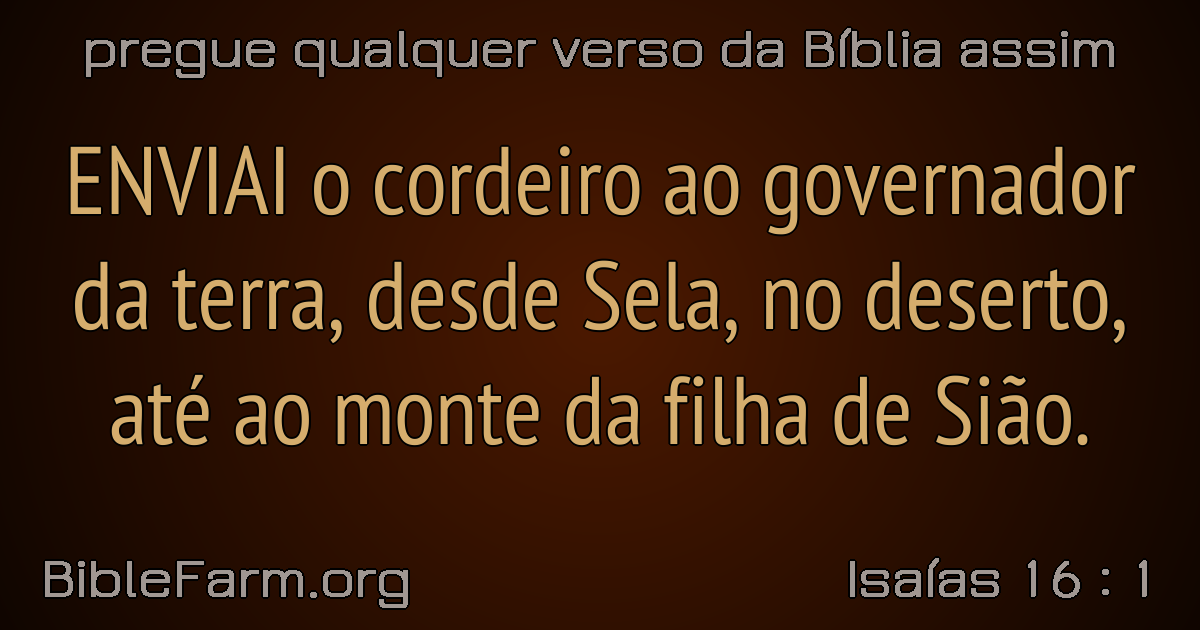 pregue qualquer verso da Bíblia assim
ENVIAI o cordeiro ao governador
da terra, desde Sela, no deserto,
até ao monte da filha de Sião.
BibleFarm.org
Isaías 16 : 1